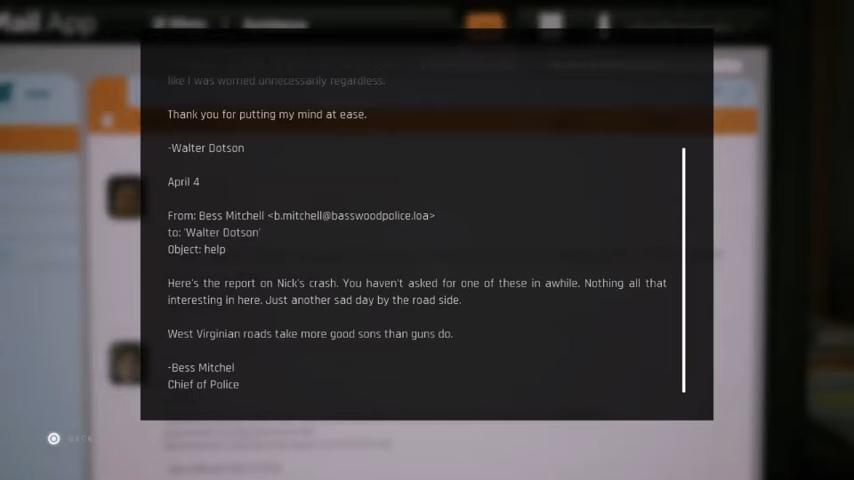 Mail App
like I was worried unnecessarily regardless.
Thank you for putting my mind at ease.
-Walter Dotson
April 4
From: Bess Mitchell <b.mitchell@basswoodpolice.loa>
to: 'Walter Dotson'
Object: help
Here's the report on Nick's crash. You haven't asked for one of these in awhile. Nothing all that
interesting in here. Just another sad day by the road side.
West Virginian roads take more good sons than guns do.
-Bess Mitchel
Chief of Police
BACK